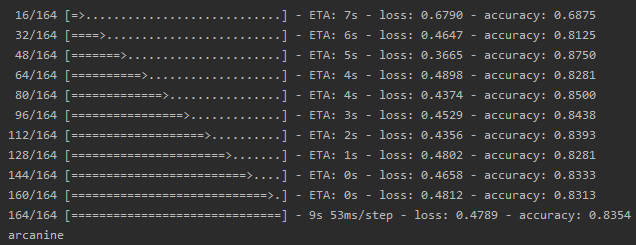 16/164 [=>............................] - ETA: 7s - loss: 0.6790 - accuracy: 0.6875
32/164 [====>.........................] - ETA: 6s - loss: 0.4647 - accuracy: 0.8125
48/164 [=======>......................] - ETA: 5s - loss: 0.3665 - accuracy: 0.8750
64/164 [==========>...................] - ETA: 4s - loss: 0.4898 - accuracy: 0.8281
80/164 [=============>................] - ETA: 4s - loss: 0.4374 - accuracy: 0.8500
96/164 [================>.............] - ETA: 3s - loss: 0.4529 - accuracy: 0.8438
112/164 [===================>..........] - ETA: 2s - loss: 0.4356 - accuracy: 0.8393
128/164 [======================>.......] - ETA: 1s - loss: 0.4802 - accuracy: 0.8281
144/164 [=========================>....] - ETA: 0s - loss: 0.4658 - accuracy: 0.8333
160/164 [============================>.] - ETA: 0s - loss: 0.4812 - accuracy: 0.8313
164/164 [==============================] - 9s 53ms/step - loss: 0.4789 - accuracy: 0.8354
arcanine